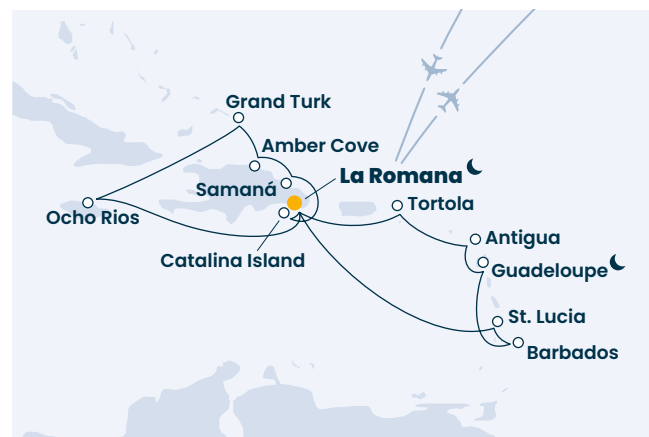 Grand Turk
Amber Cove
La Romana
Samaná
Tortola
Ocho Rios
Antigua
Catalina Island
Guadeloupe
St. Lucia
Barbados